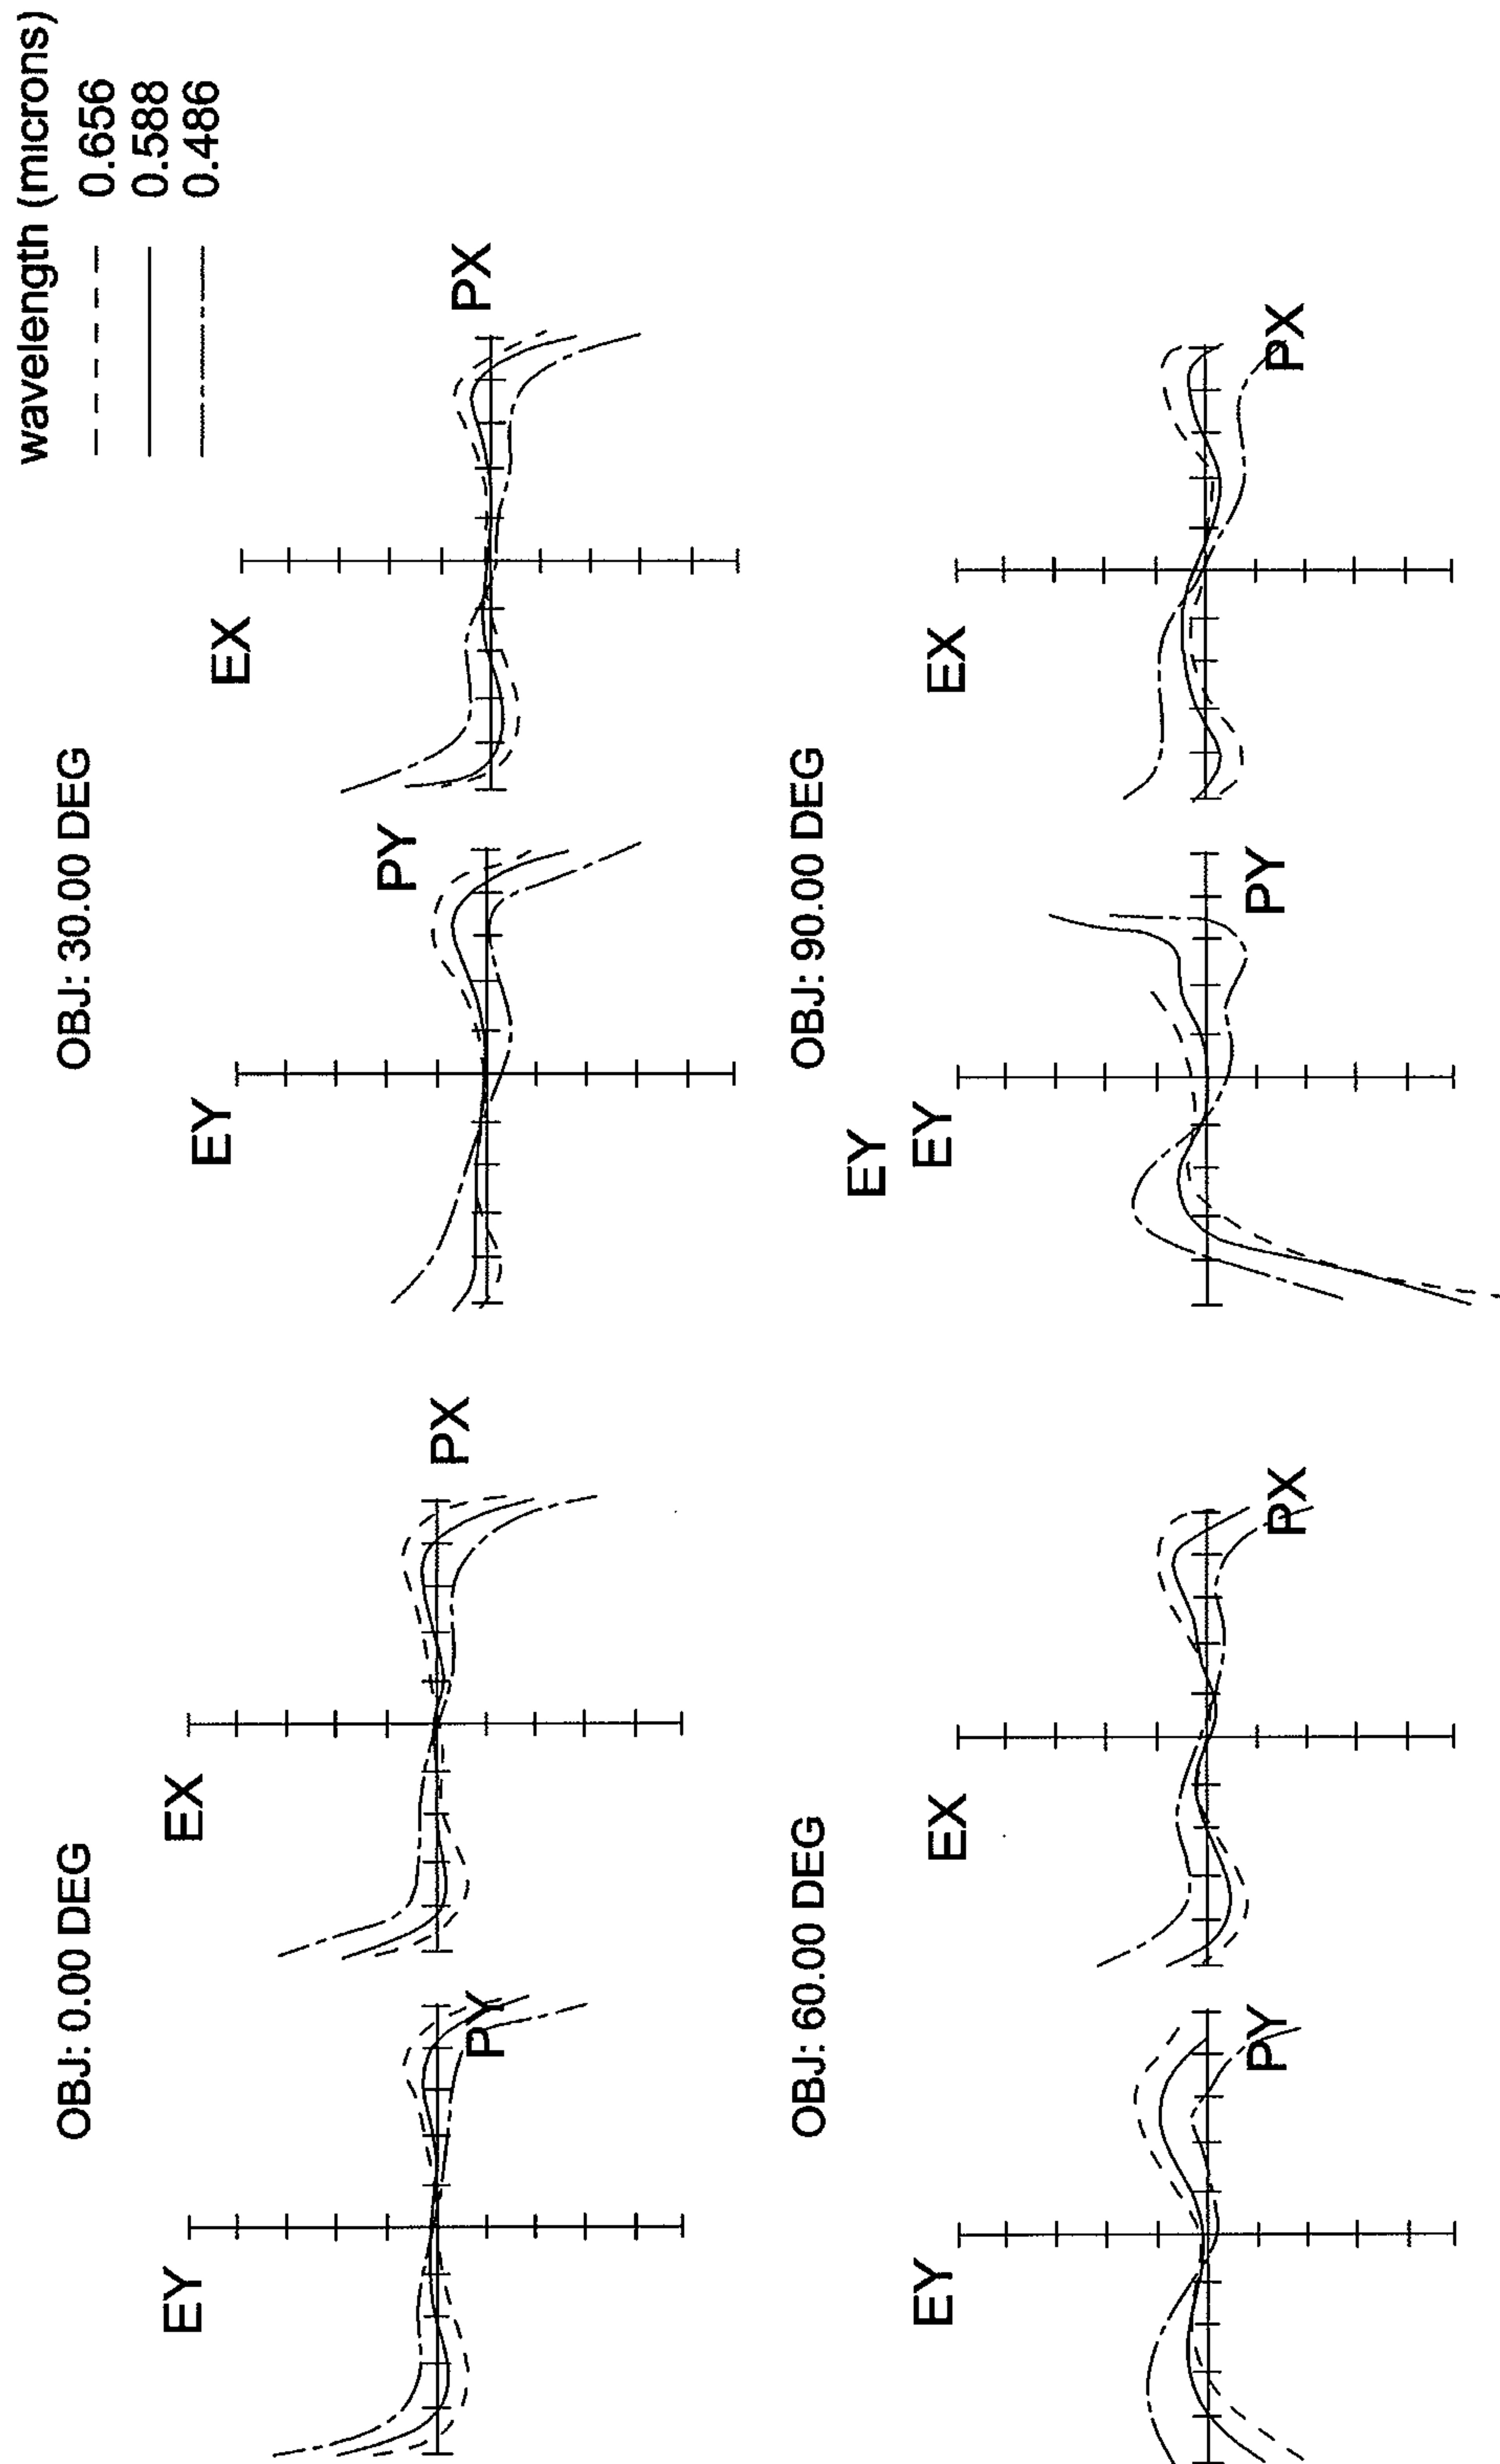 wavelength (microns)
0.656
0.588
0.486
OBJ: 0.00 DEG
EY
PY
EX
PX
OBJ: 30.00 DEG
EY
PY
EX
PX
OBJ: 60.00 DEG
EY
PY
EX
PX
OBJ: 90.00 DEG
EY
EY
PY
EX
PX